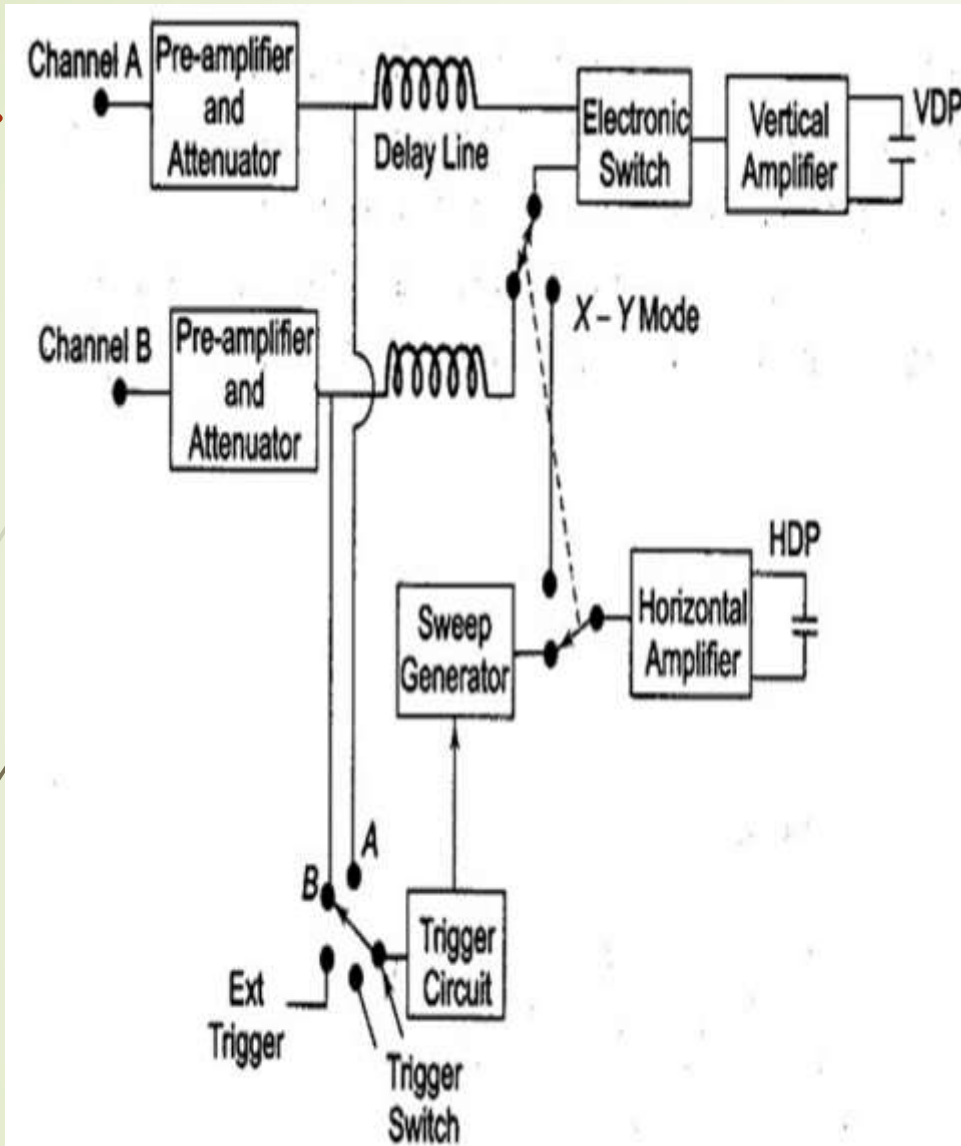 Channel A
Pre-amplifier
and
Attenuator
Delay Line
Electronic
Switch
Vertical
Amplifier
VDP
X – Y Mode
Channel B
Pre-amplifier
and
Attenuator
HDP
Sweep
Generator
Horizontal
Amplifier
A
B
Trigger
Circuit
Ext
Trigger
Trigger
Switch